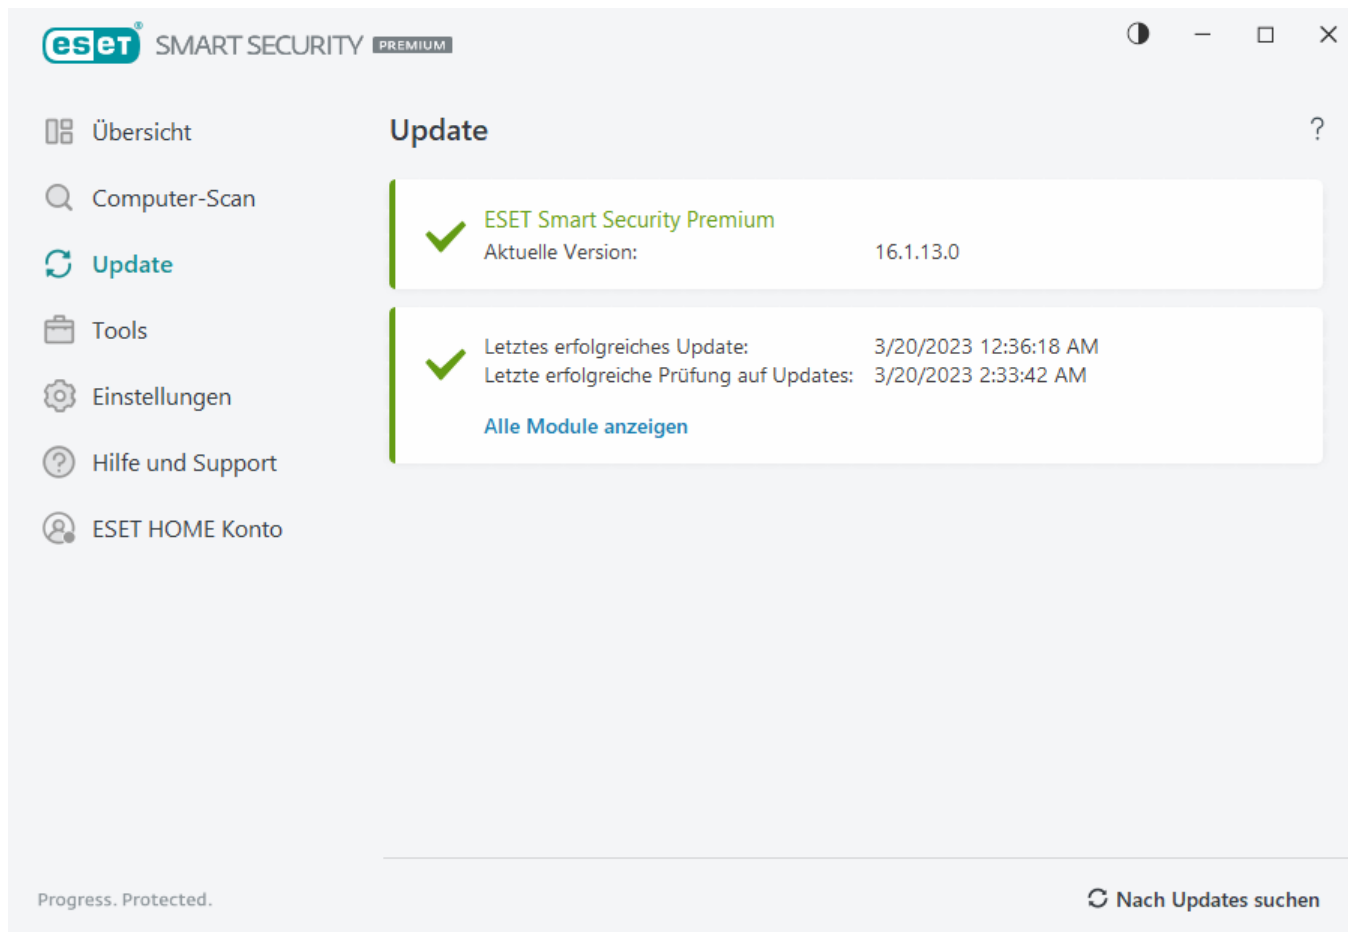 eseT® SMART SECURITY PREMIUM
Übersicht
Computer-Scan
Update
Tools
Einstellungen
Hilfe und Support
ESET HOME Konto
Update
?
ESET Smart Security Premium
Aktuelle Version: 16.1.13.0
Letztes erfolgreiches Update: 3/20/2023 12:36:18 AM
Letzte erfolgreiche Prüfung auf Updates: 3/20/2023 2:33:42 AM
Alle Module anzeigen
Progress. Protected.
Nach Updates suchen